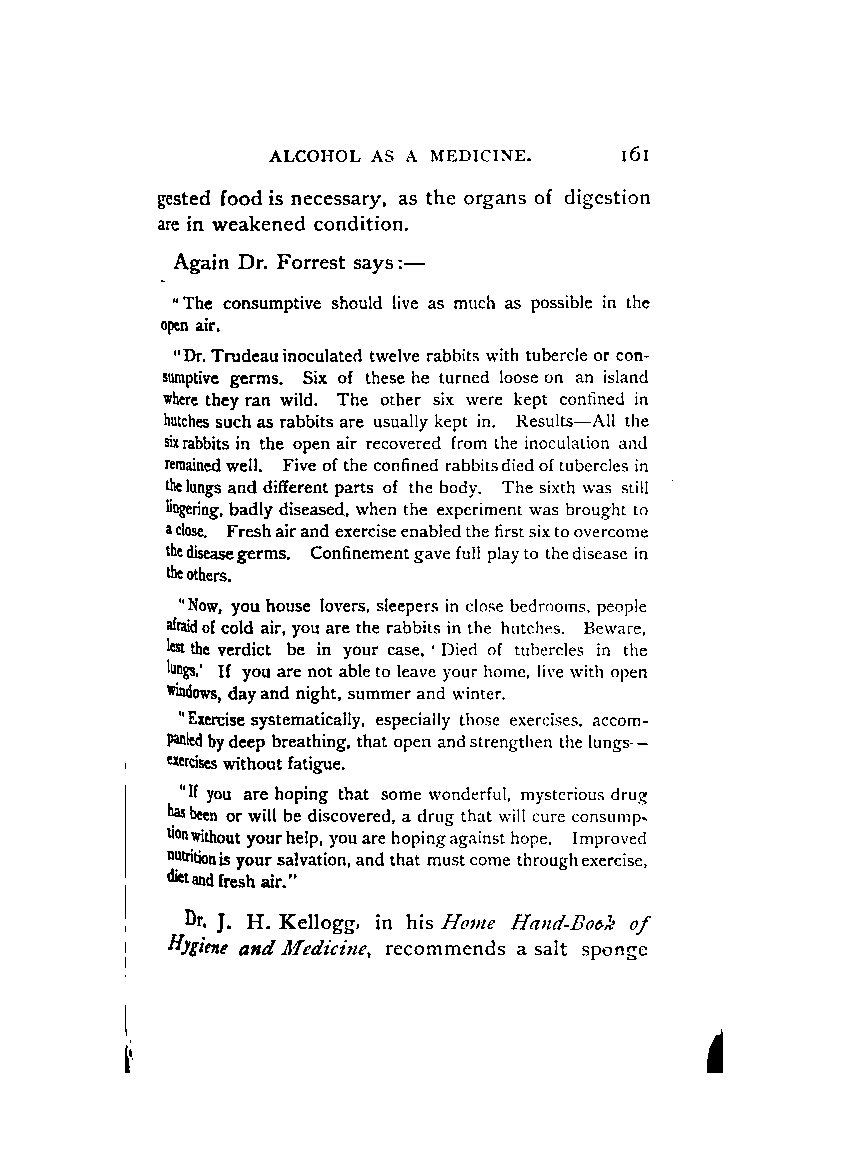 ALCOHOL AS A MEDICINE. 161
gested food is necessary, as the organs of digestion
are in weakened condition.
Again Dr. Forrest says:—
"The consumptive should live as much as possible in the
open air.
"Dr. Trudeau inoculated twelve rabbits with tubercle or con-
sumptive germs. Six of these he turned loose on an island
where they ran wild. The other six were kept confined in
hutches such as rabbits are usually kept in. Results—All the
six rabbits in the open air recovered from the inoculation and
remained well. Five of the confined rabbits died of tubercles in
the lungs and different parts of the body. The sixth was still
lingering, badly diseased, when the experiment was brought to
a close. Fresh air and exercise enabled the first six to overcome
the disease germs. Confinement gave full play to the disease in
the others.
"Now, you house lovers, sleepers in close bedrooms, people
afraid of cold air, you are the rabbits in the hutches. Beware,
lest the verdict be in your case, 'Died of tubercles in the
lungs.' If you are not able to leave your home, live with open
windows, day and night, summer and winter.
"Exercise systematically, especially those exercises, accom-
panied by deep breathing, that open and strengthen the lungs—
exercises without fatigue.
"If you are hoping that some wonderful, mysterious drug
has been or will be discovered, a drug that will cure consump-
tion without your help, you are hoping against hope. Improved
nutrition is your salvation, and that must come through exercise,
diet and fresh air."
Dr. J. H. Kellogg, in his Home Hand-Book of
Hygiene and Medicine, recommends a salt sponge